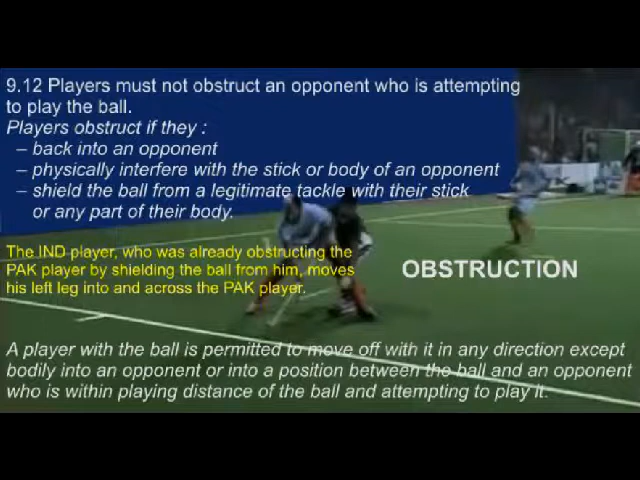 9.12 Players must not obstruct an opponent who is attempting
to play the ball.
Players obstruct if they :
– back into an opponent
– physically interfere with the stick or body of an opponent
– shield the ball from a legitimate tackle with their stick
or any part of their body.
The IND player, who was already obstructing the
PAK player by shielding the ball from him, moves
his left leg into and across the PAK player.
OBSTRUCTION
A player with the ball is permitted to move off with it in any direction except
bodily into an opponent or into a position between the ball and an opponent
who is within playing distance of the ball and attempting to play it.